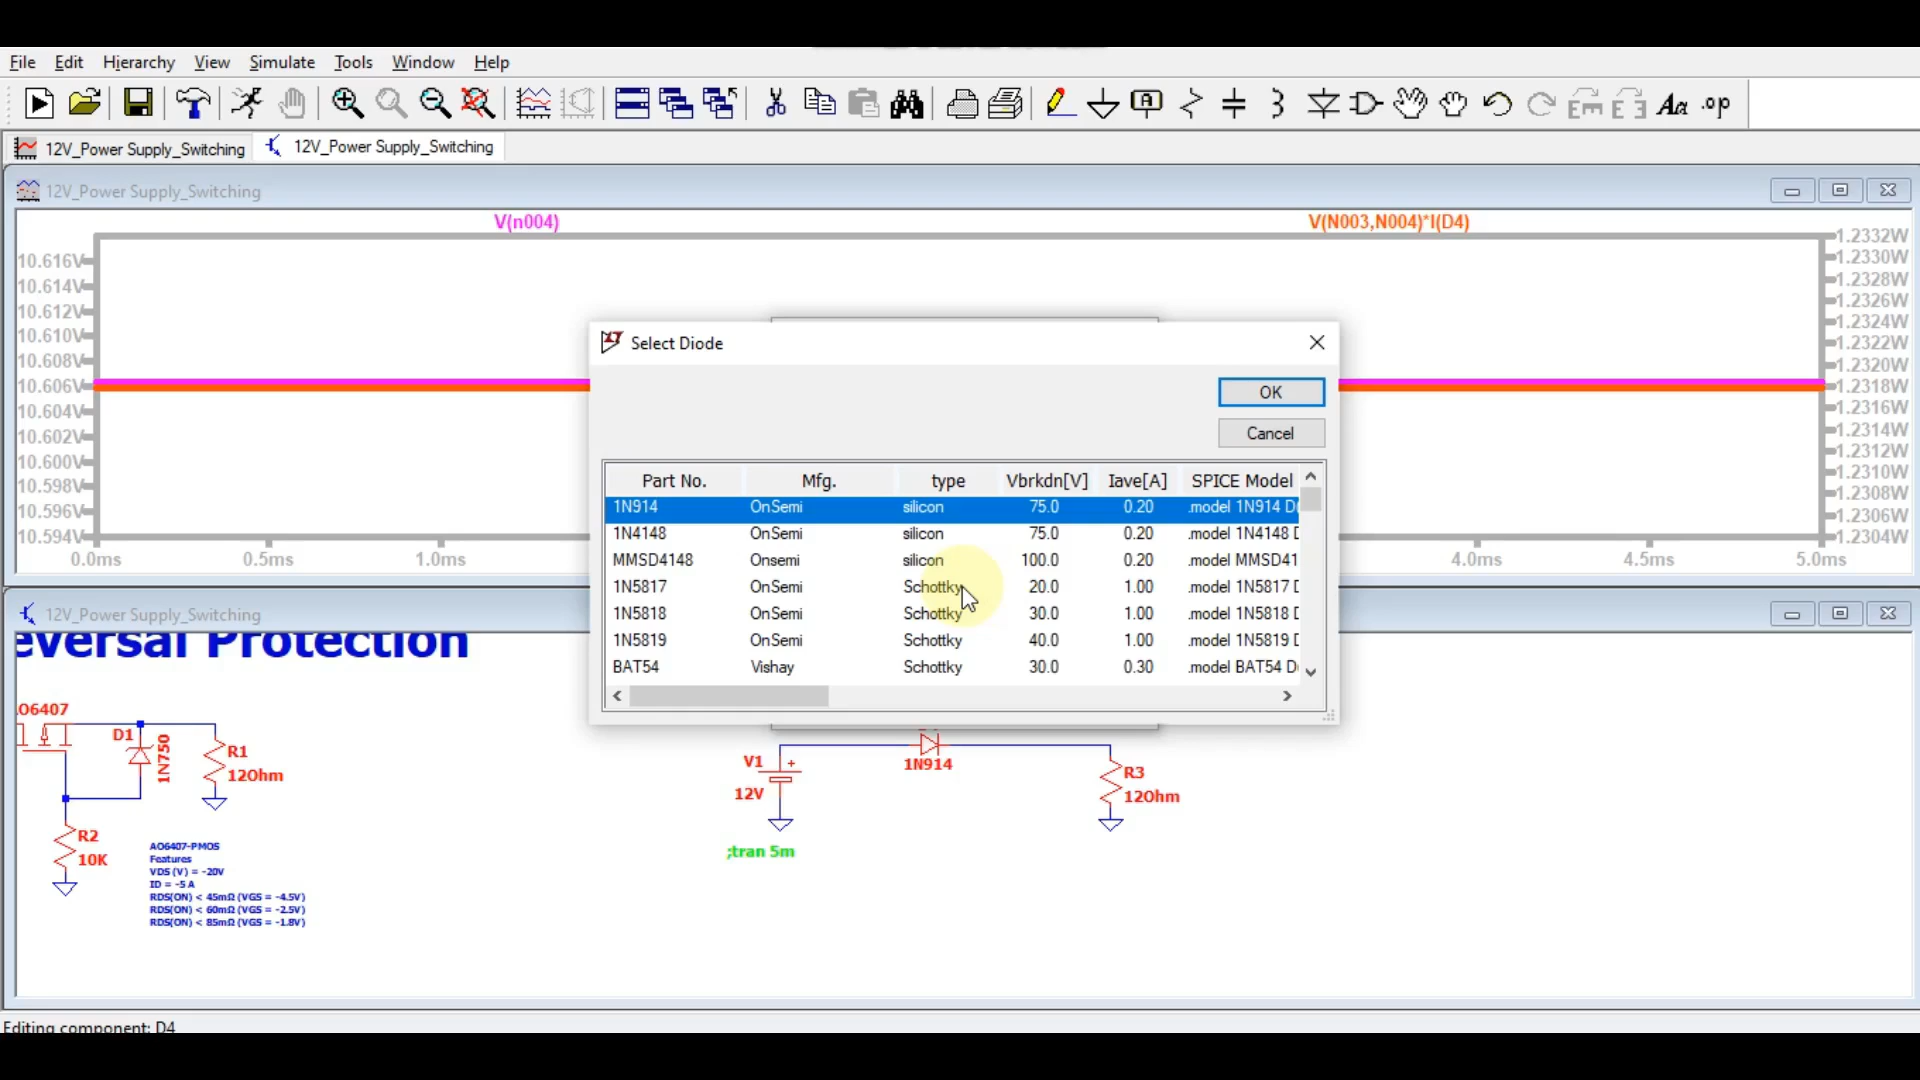 File Edit Hierarchy View Simulate Tools Window Help
A Aa .op
12V_Power Supply_Switching 12V_Power Supply_Switching
12V_Power Supply_Switching
V(n004) V(N003,N004)*I(D4)
10.616V
10.614V
10.612V
10.610V
10.608V
10.606V
10.604V
10.602V
10.600V
10.598V
10.596V
10.594V
1.2332W
1.2330W
1.2328W
1.2326W
1.2324W
1.2322W
1.2320W
1.2318W
1.2316W
1.2314W
1.2312W
1.2310W
1.2308W
1.2306W
1.2304W
0.0ms 0.5ms 1.0ms 4.0ms 4.5ms 5.0ms
Select Diode
OK
Cancel
Part No. Mfg. type Vbrkdn[V] Iave[A] SPICE Model
1N914 OnSemi silicon 75.0 0.20 .model 1N914 D(
1N4148 OnSemi silicon 75.0 0.20 .model 1N4148 D
MMSD4148 Onsemi silicon 100.0 0.20 .model MMSD41
1N5817 OnSemi Schottky 20.0 1.00 .model 1N5817 D
1N5818 OnSemi Schottky 30.0 1.00 .model 1N5818 D
1N5819 OnSemi Schottky 40.0 1.00 .model 1N5819 D
BAT54 Vishay Schottky 30.0 0.30 .model BAT54 D(
12V_Power Supply_Switching
eversal Protection
AO6407
D1
1N750
R1
12Ohm
R2
10K
AO6407-PMOS
Features
VDS (V) = -20V
ID = -5 A
RDS(ON) < 45mΩ (VGS = -4.5V)
RDS(ON) < 60mΩ (VGS = -2.5V)
RDS(ON) < 85mΩ (VGS = -1.8V)
V1
12V
1N914
R3
12Ohm
;tran 5m
Editing component: D4